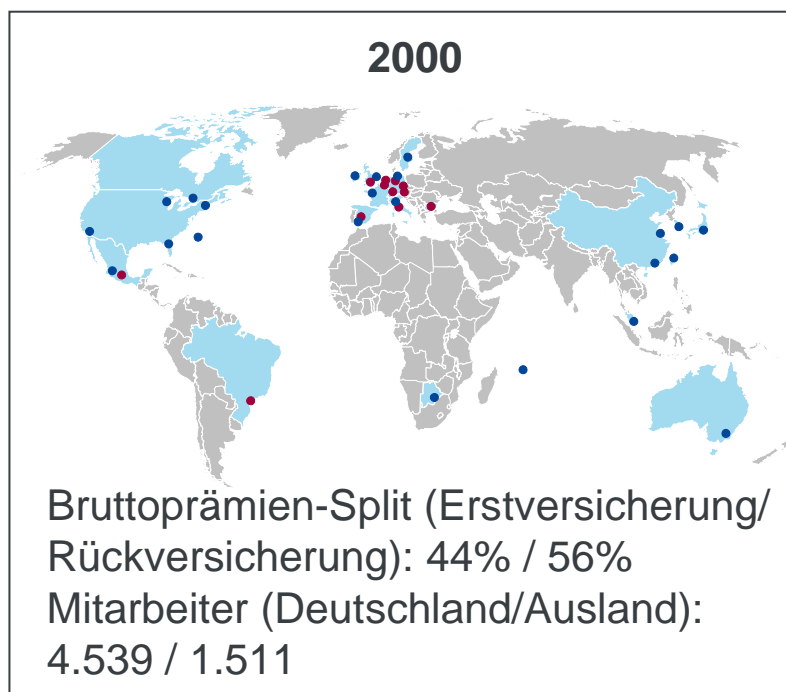 2000
Bruttoprämien-Split (Erstversicherung/
Rückversicherung): 44% / 56%
Mitarbeiter (Deutschland/Ausland):
4.539 / 1.511